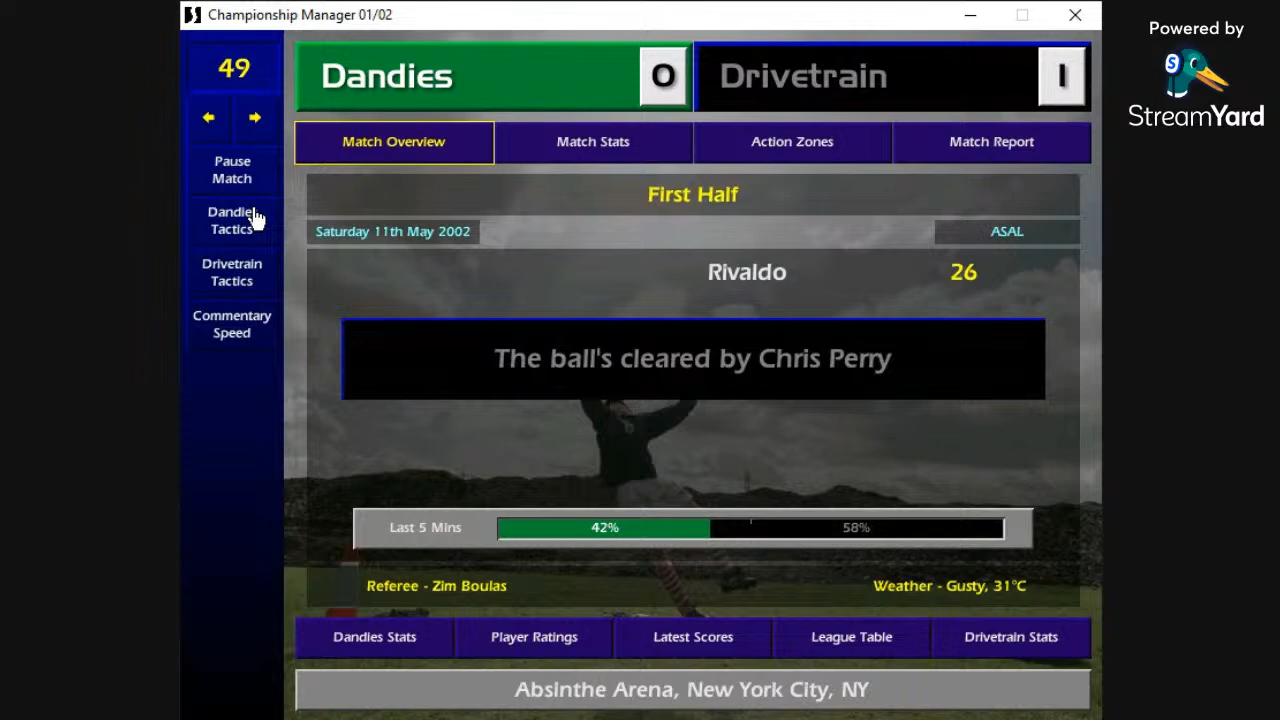 Championship Manager 01/02
Powered by
StreamYard
49
Dandies 0
Drivetrain 1
Match Overview
Match Stats
Action Zones
Match Report
Pause
Match
Dandies
Tactics
Drivetrain
Tactics
Commentary
Speed
First Half
Saturday 11th May 2002
ASAL
Rivaldo 26
The ball's cleared by Chris Perry
Last 5 Mins 42% 58%
Referee - Zim Boulas
Weather - Gusty, 31°C
Dandies Stats
Player Ratings
Latest Scores
League Table
Drivetrain Stats
Absinthe Arena, New York City, NY